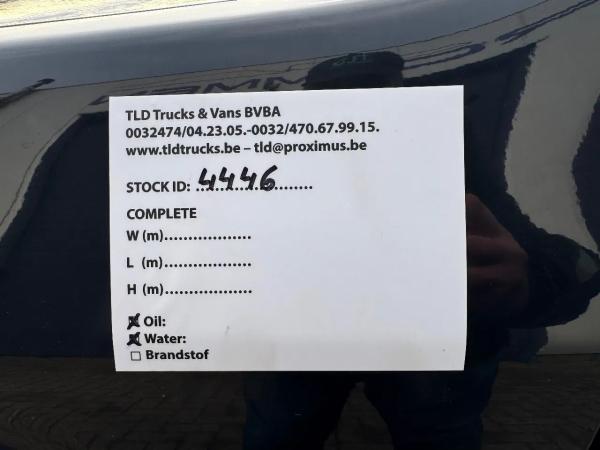 TLD Trucks & Vans BVBA
0032474/04.23.05.-0032/470.67.99.15.
www.tldtrucks.be – tld@proximus.be
STOCK ID: 4446
COMPLETE
W (m)..................
L (m)..................
H (m)..................
☒ Oil:
☒ Water:
☐ Brandstof